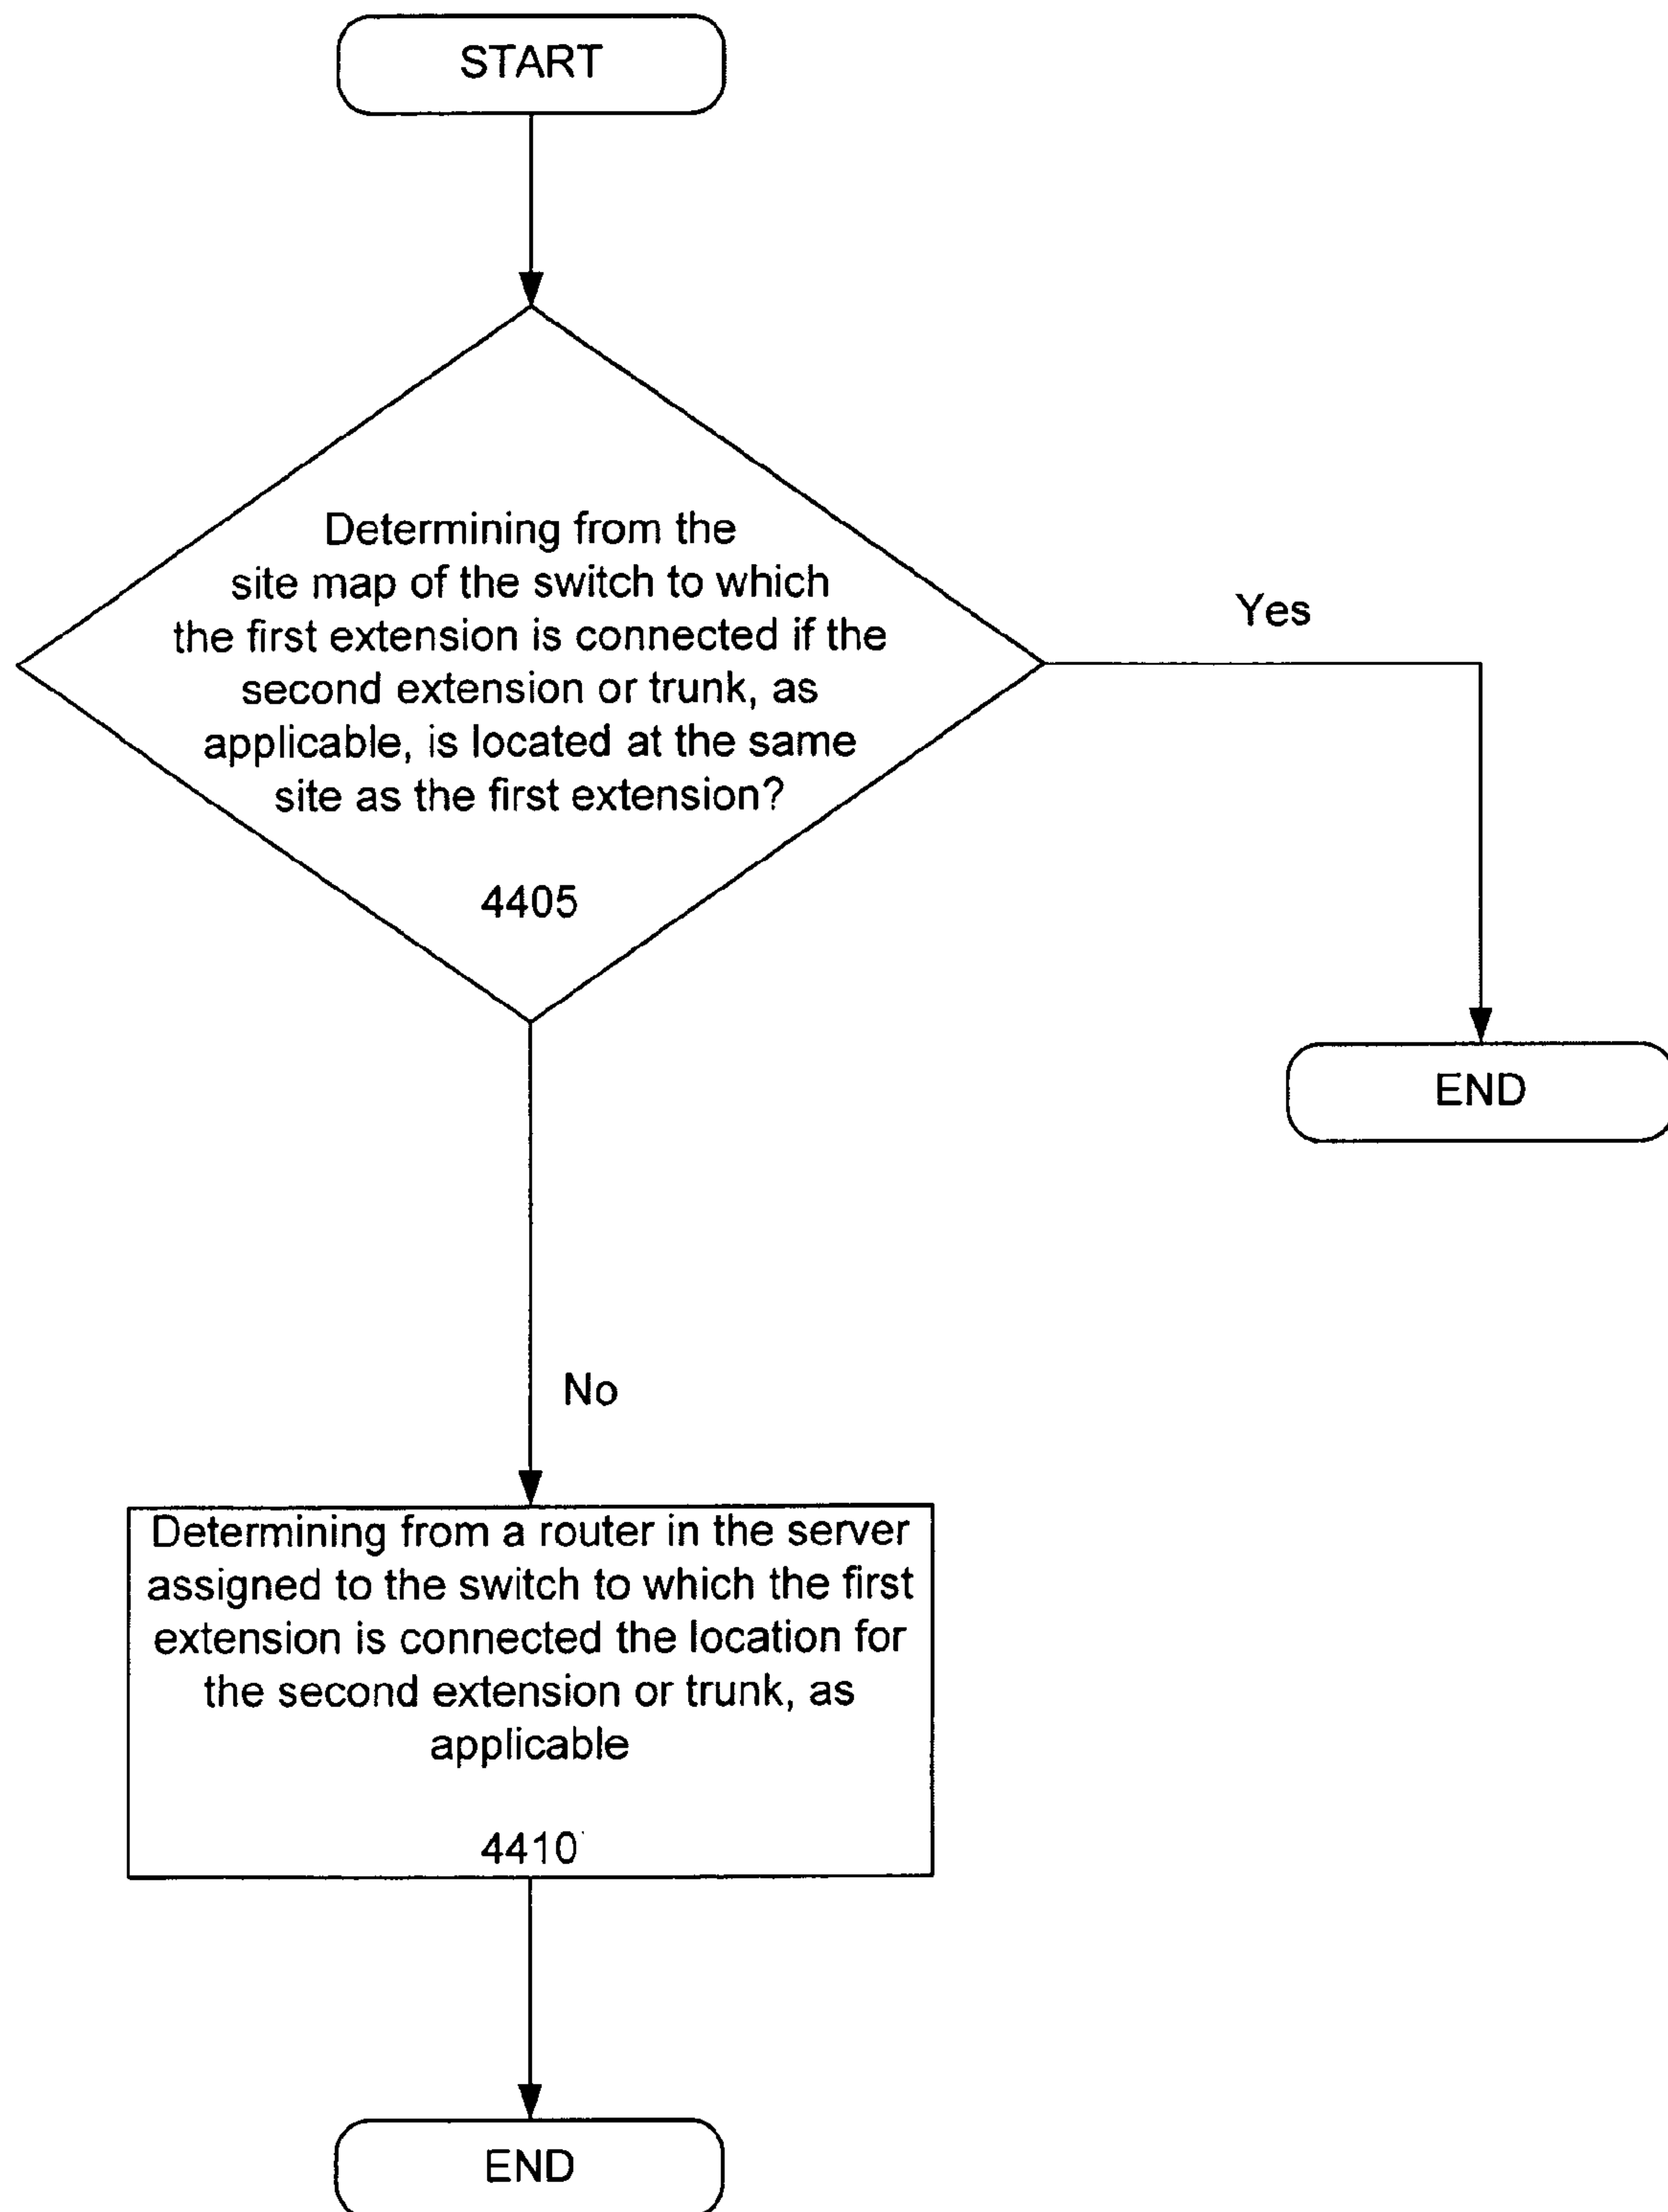 START
Determining from the
site map of the switch to which
the first extension is connected if the
second extension or trunk, as
applicable, is located at the same
site as the first extension?
4405
Yes
END
No
Determining from a router in the server
assigned to the switch to which the first
extension is connected the location for
the second extension or trunk, as
applicable
4410
END